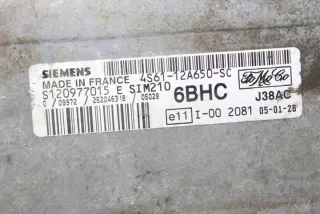 SIEMENS
MADE IN FRANCE 4S61-12A650-SC
S120977015 E SIM210
0 / 09972 / 252046318 / 05028
6BHC
FoMoCo
J38AC
e11 I-00 2081 05-01-28